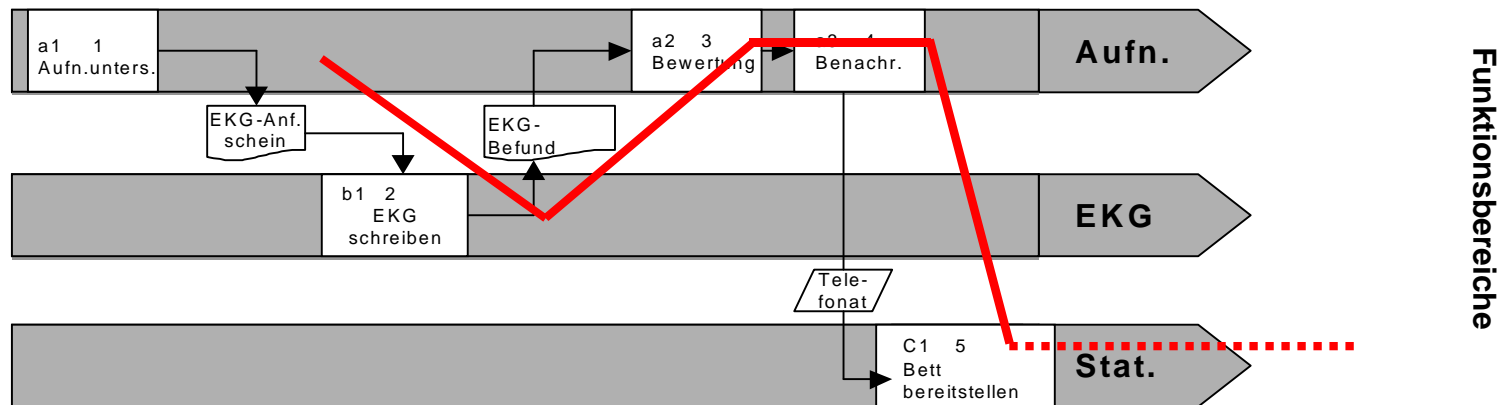 a1 1
Aufn.unters.
a2 3
Bewertung
Benachr.
Aufn.
EKG-Anf.
schein
EKG-
Befund
b1 2
EKG
schreiben
EKG
Tele-
fonat
C1 5
Bett
bereitstellen
Stat.
Funktionsbereiche